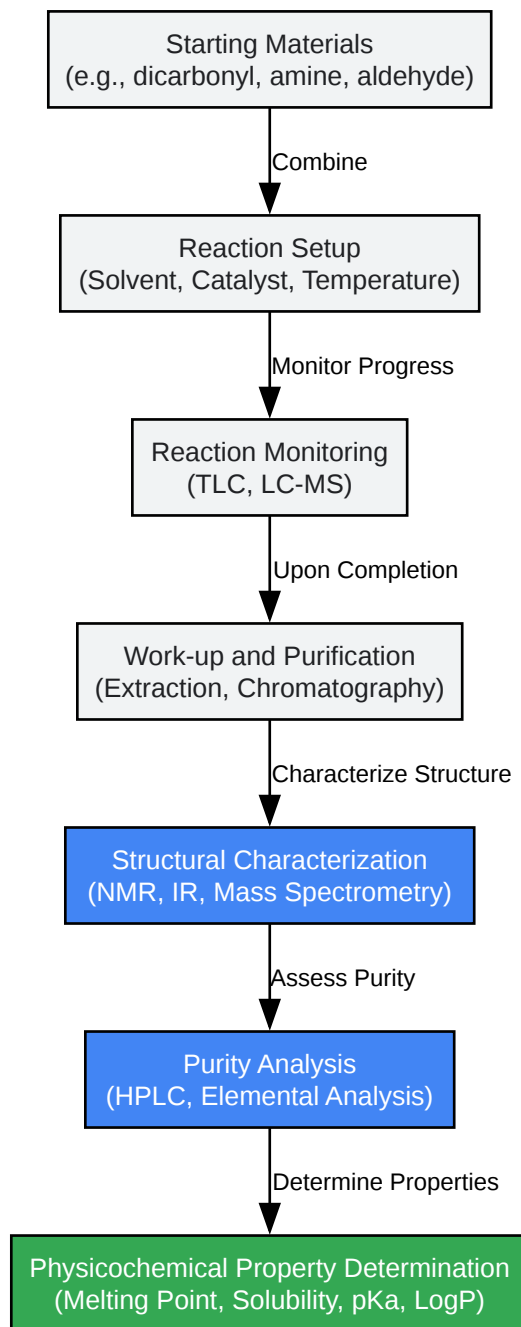 Starting Materials
(e.g., dicarbonyl, amine, aldehyde)
Combine
Reaction Setup
(Solvent, Catalyst, Temperature)
Monitor Progress
Reaction Monitoring
(TLC, LC-MS)
Upon Completion
Work-up and Purification
(Extraction, Chromatography)
Characterize Structure
Structural Characterization
(NMR, IR, Mass Spectrometry)
Assess Purity
Purity Analysis
(HPLC, Elemental Analysis)
Determine Properties
Physicochemical Property Determination
(Melting Point, Solubility, pKa, LogP)